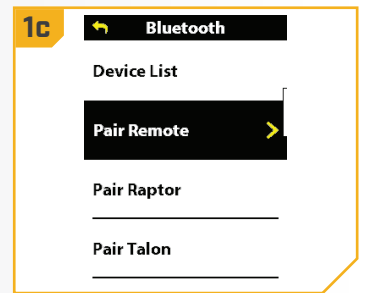 1c
Bluetooth
Device List
Pair Remote
Pair Raptor
Pair Talon